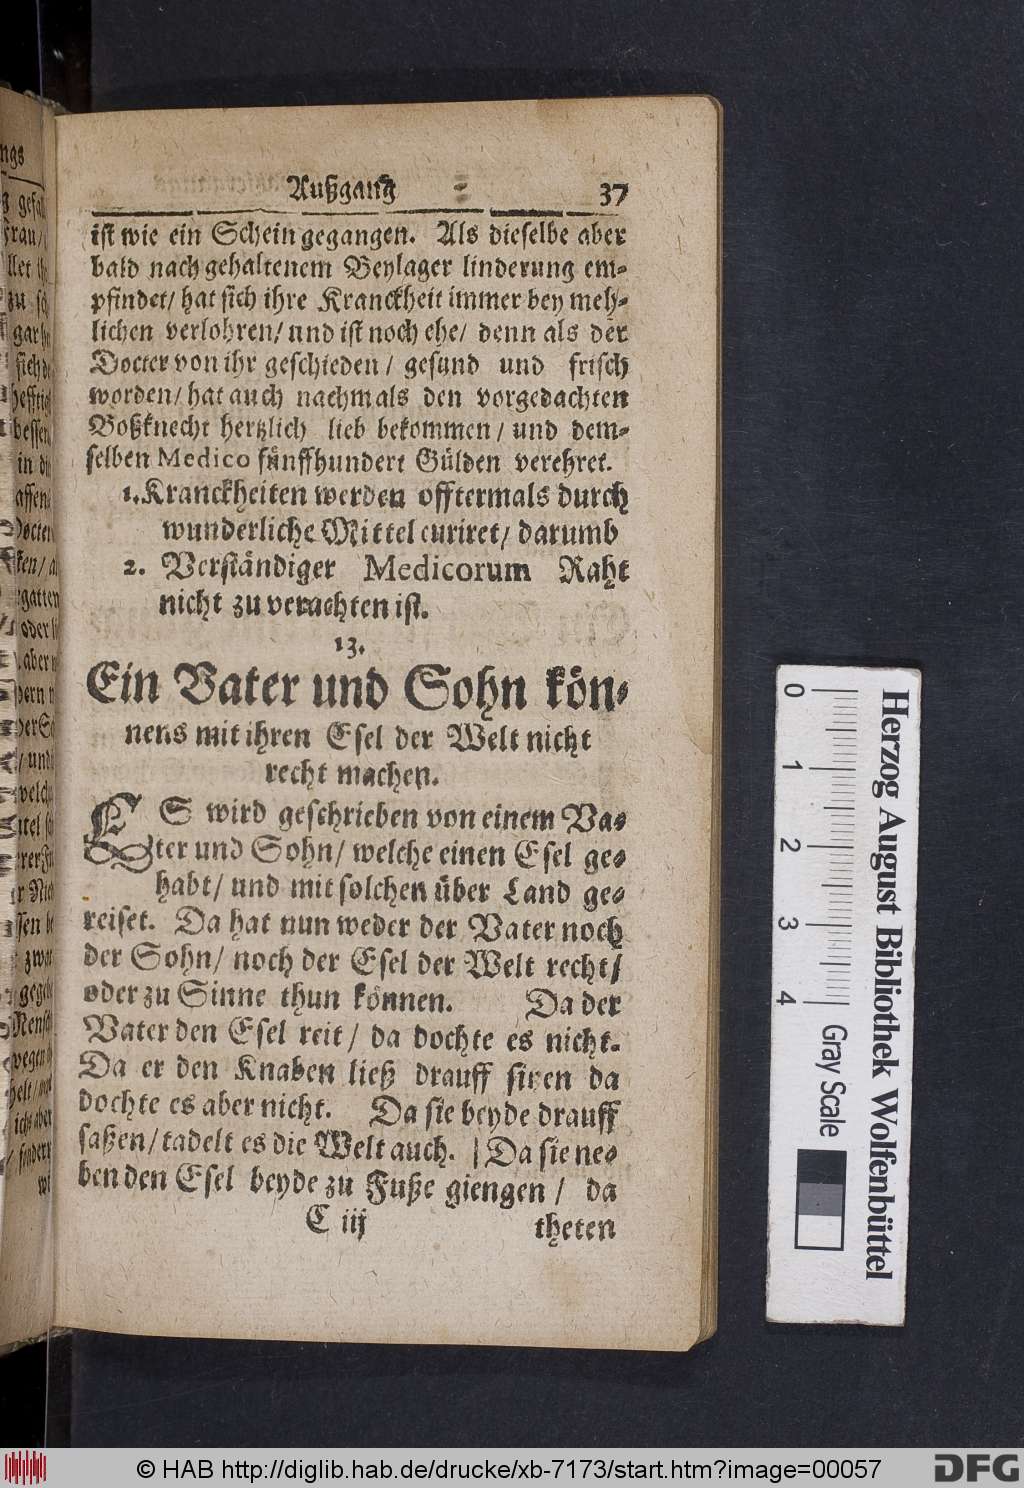 Außgang 37
ist wie ein Schein gegangen. Als dieselbe aber
bald nach gehaltenem Beylager linderung em-
pfindet/ hat sich ihre Kranckheit immer bey meh-
lichen verlohren/ und ist noch ehe/ denn als der
Docter von ihr geschieden/ gesund und frisch
worden/ hat auch nachmals den vorgedachten
Boßknecht hertzlich lieb bekommen/ und dem-
selben Medico fünffhundert Gülden verehret.
1. Kranckheiten werden offtermals durch
wunderliche Mittel curiret/ darumb
2. Verständiger Medicorum Raht
nicht zu verachten ist.
13.
Ein Vater und Sohn kön-
nens mit ihren Esel der Welt nicht
recht machen.
ES wird geschrieben von einem Va-
ter und Sohn/ welche einen Esel ge-
habt/ und mit solchen über Land ge-
reiset. Da hat nun weder der Vater noch
der Sohn/ noch der Esel der Welt recht/
oder zu Sinne thun können. Da der
Vater den Esel reit/ da dochte es nicht.
Da er den Knaben ließ drauff sitzen da
dochte es aber nicht. Da sie beyde drauff
saßen/ tadelt es die Welt auch. Da sie ne-
ben den Esel beyde zu Fuße giengen/ da
C iij theten
Herzog August Bibliothek Wolfenbüttel
0 1 2 3 4 Gray Scale
© HAB http://diglib.hab.de/drucke/xb-7173/start.htm?image=00057
DFG